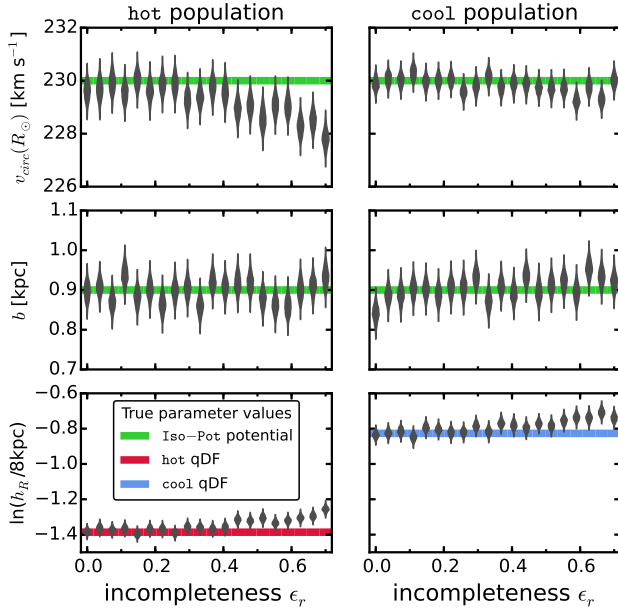 hot population
cool population
v_circ(R_⊙) [km s⁻¹]
232
230
228
226
b [kpc]
1.1
1.0
0.9
0.8
0.7
ln(h_R/8kpc)
−0.6
−0.8
−1.0
−1.2
−1.4
True parameter values
Iso-Pot potential
hot qDF
cool qDF
0.0 0.2 0.4 0.6
0.0 0.2 0.4 0.6
incompleteness ϵ_r
incompleteness ϵ_r